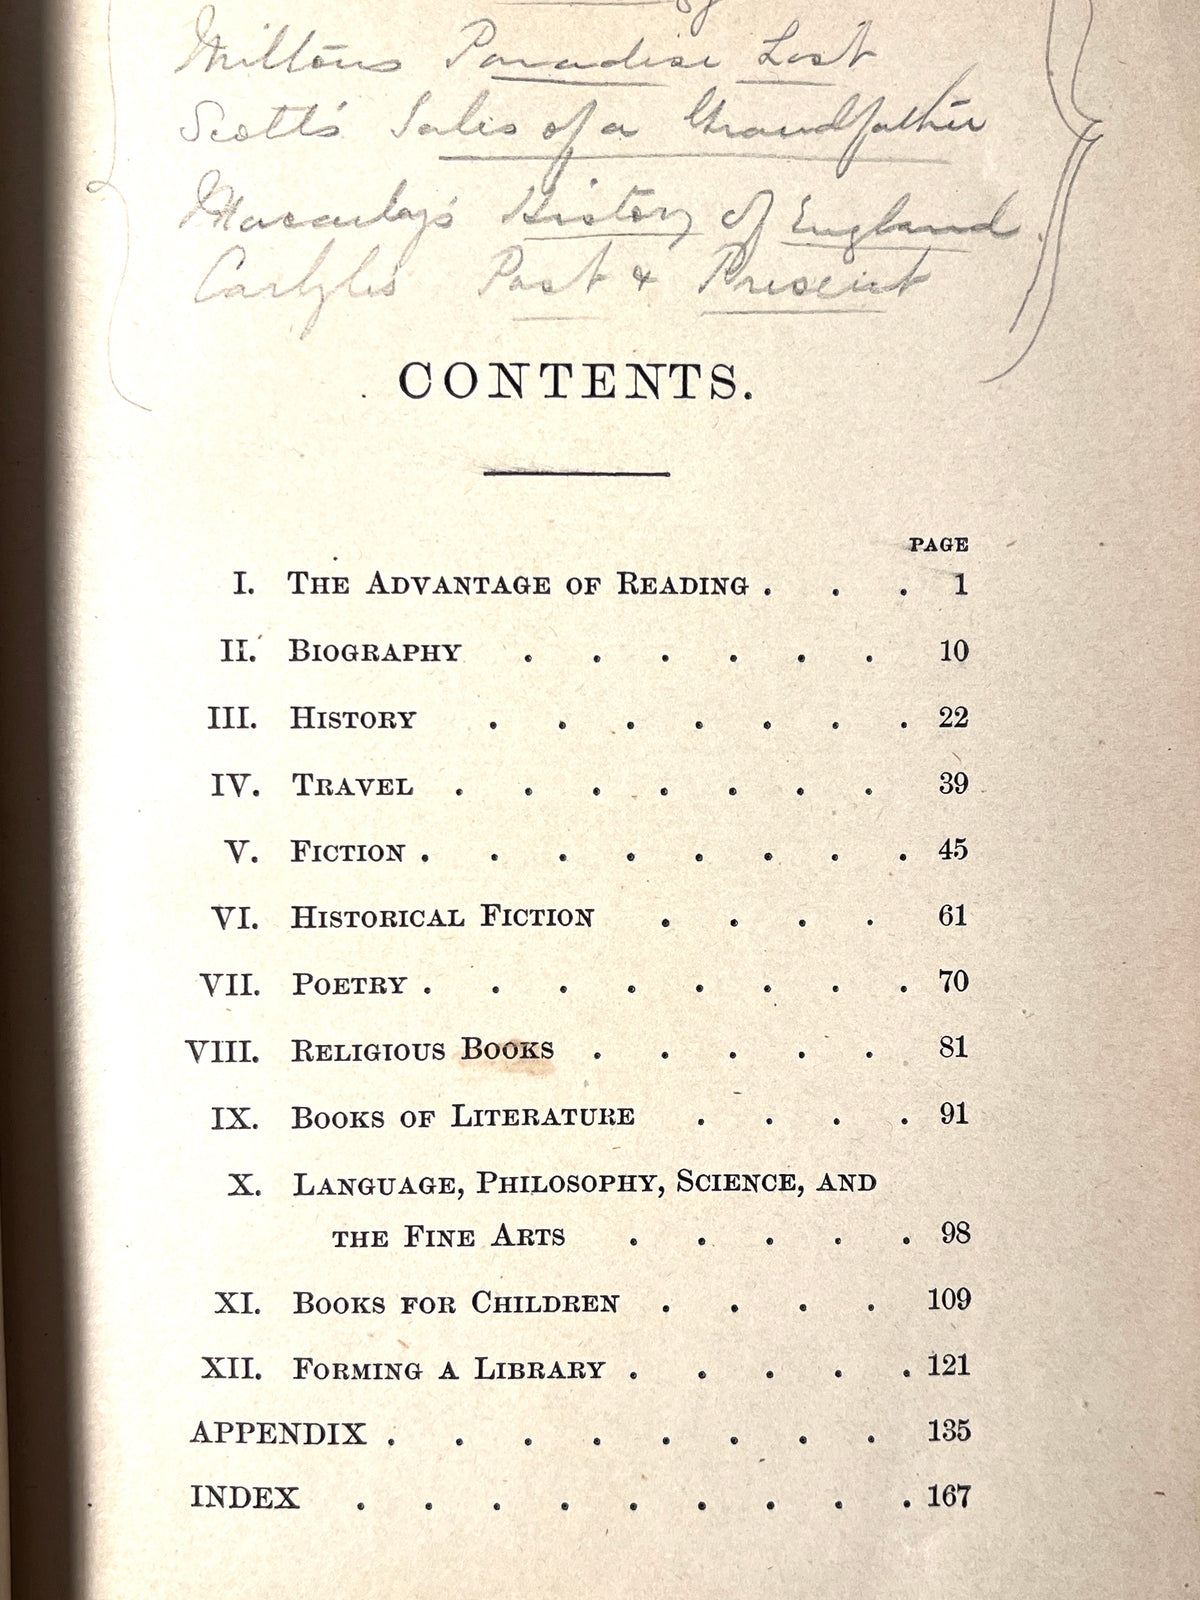 Miltons Paradise Lost
Scott's Tales of a Grandfather
Macaulay's History of England
Carlyles Past & Present
CONTENTS.
PAGE
I. THE ADVANTAGE OF READING . . . 1
II. BIOGRAPHY . . . . . . 10
III. HISTORY . . . . . . . 22
IV. TRAVEL . . . . . . . 39
V. FICTION . . . . . . . . 45
VI. HISTORICAL FICTION . . . . 61
VII. POETRY . . . . . . . . 70
VIII. RELIGIOUS BOOKS . . . . . 81
IX. BOOKS OF LITERATURE . . . . 91
X. LANGUAGE, PHILOSOPHY, SCIENCE, AND
THE FINE ARTS . . . . . 98
XI. BOOKS FOR CHILDREN . . . . 109
XII. FORMING A LIBRARY . . . . . 121
APPENDIX . . . . . . . . 135
INDEX . . . . . . . . . 167